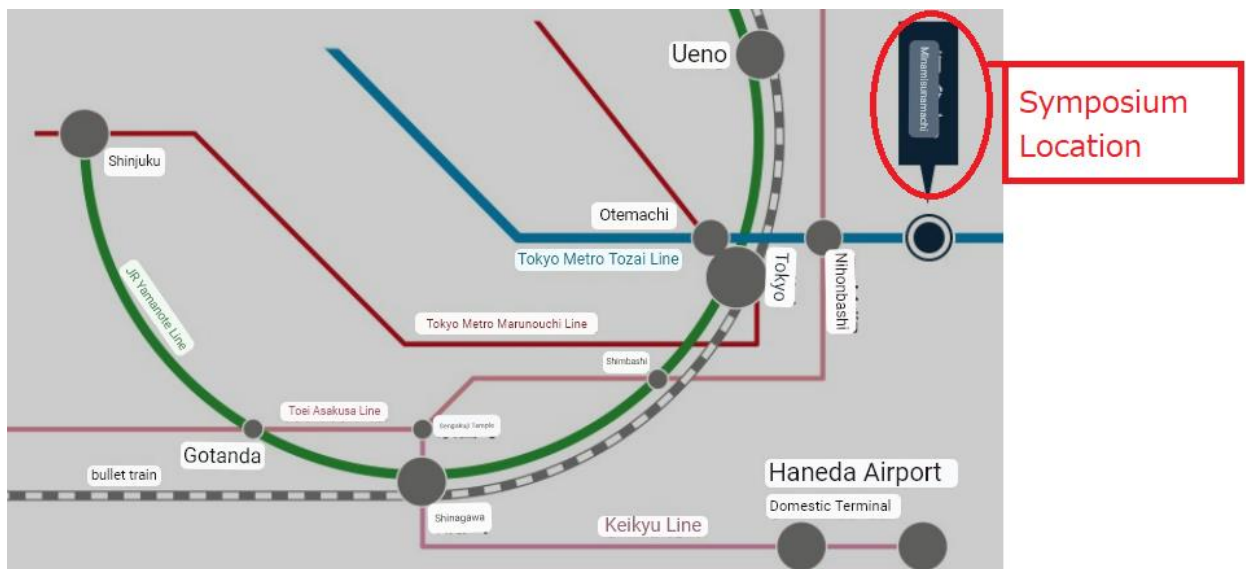 Ueno
Minamisunamachi
Symposium
Location
Shinjuku
Otemachi
Tokyo Metro Tozai Line
Tokyo
Nihonbashi
JR Yamanote Line
Tokyo Metro Marunouchi Line
Shimbashi
Toei Asakusa Line
Sengakuji Temple
Gotanda
bullet train
Shinagawa
Haneda Airport
Domestic Terminal
Keikyu Line